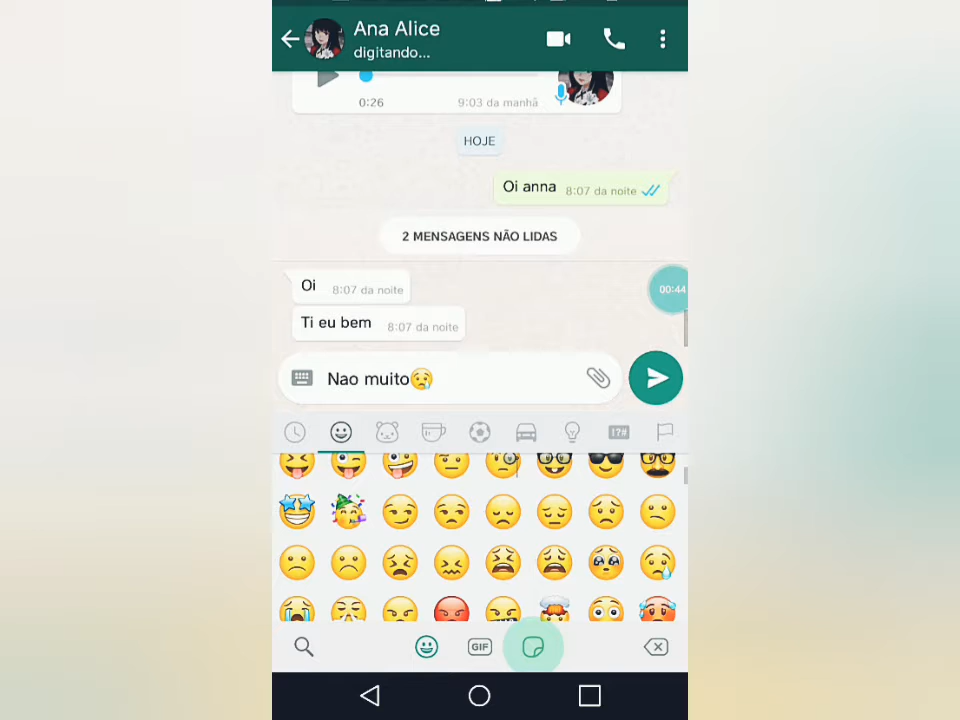 Ana Alice
digitando...
0:26 9:03 da manhã
HOJE
Oi anna 8:07 da noite
2 MENSAGENS NÃO LIDAS
Oi 8:07 da noite
00:44
Ti eu bem 8:07 da noite
Nao muito😢
!?#
GIF